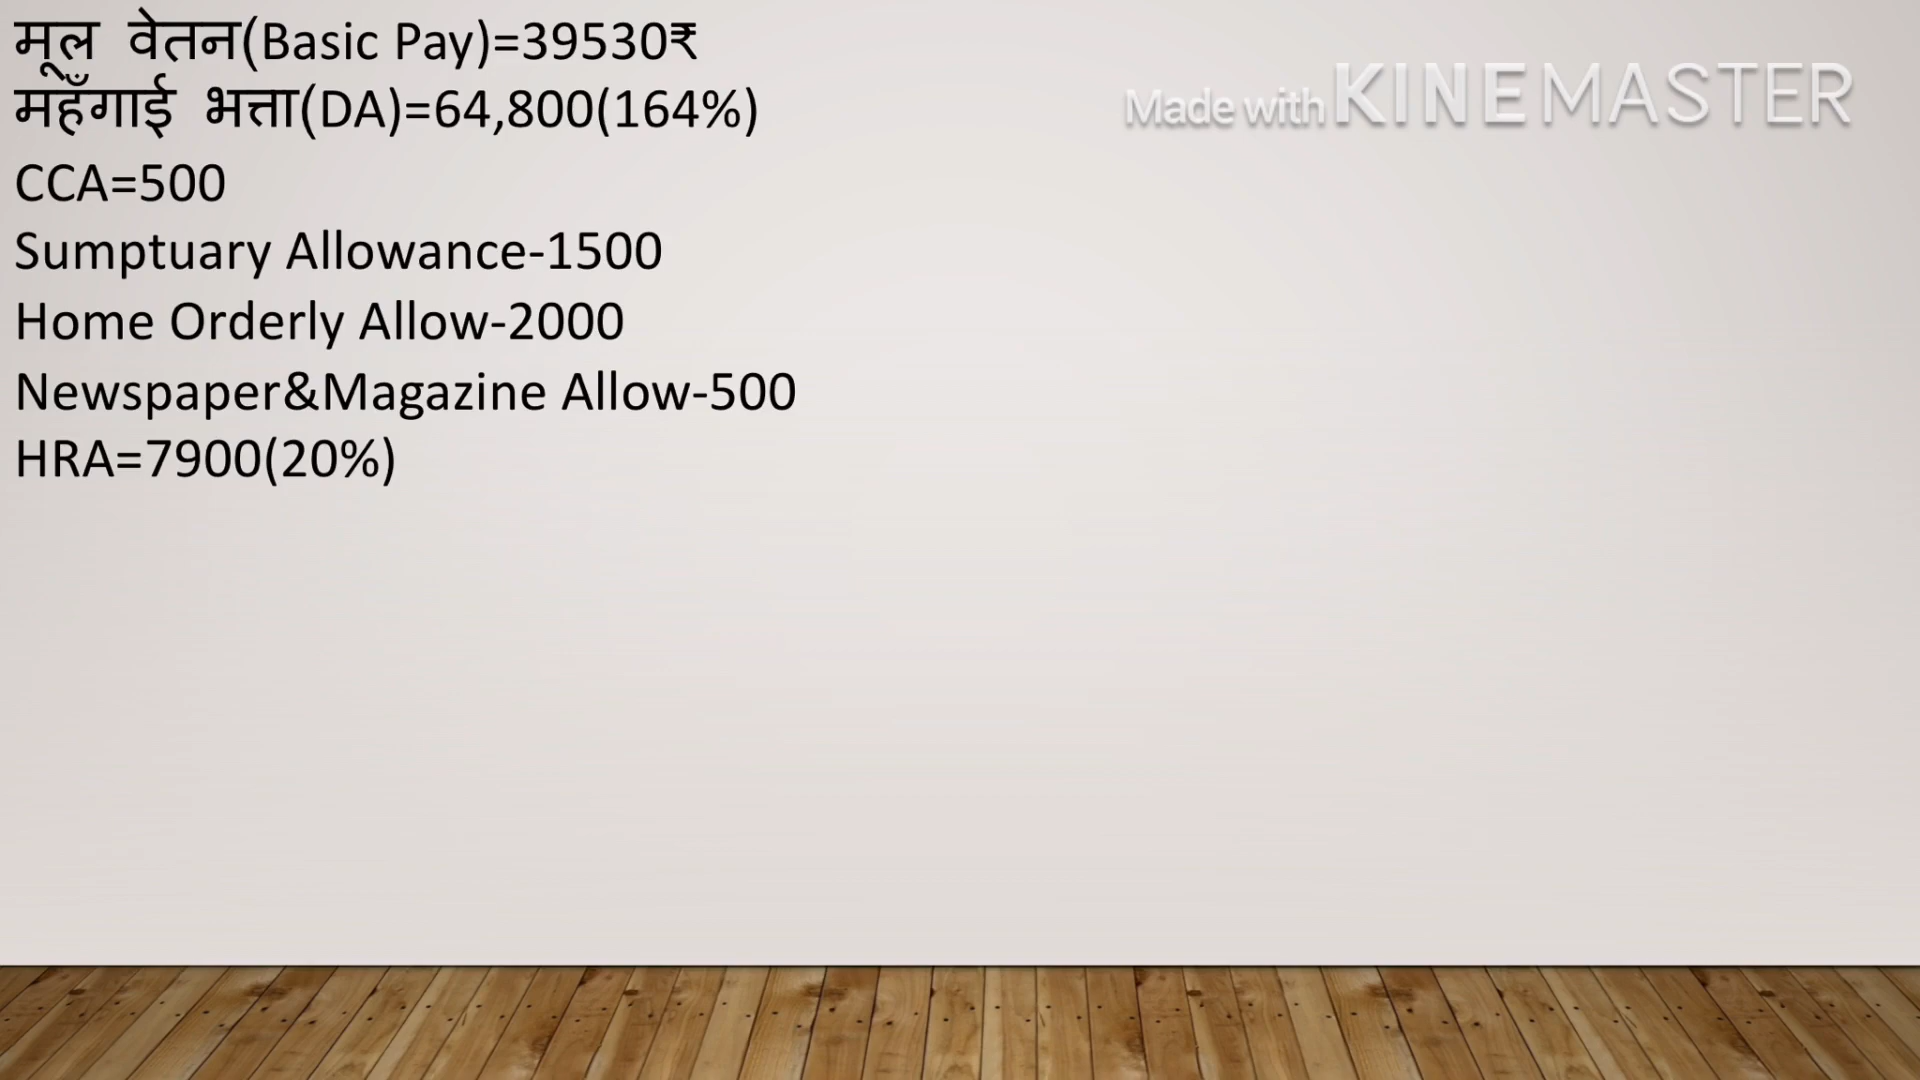 मूल वेतन(Basic Pay)=39530₹
महँगाई भत्ता(DA)=64,800(164%)
Made with KINEMASTER
CCA=500
Sumptuary Allowance-1500
Home Orderly Allow-2000
Newspaper&Magazine Allow-500
HRA=7900(20%)